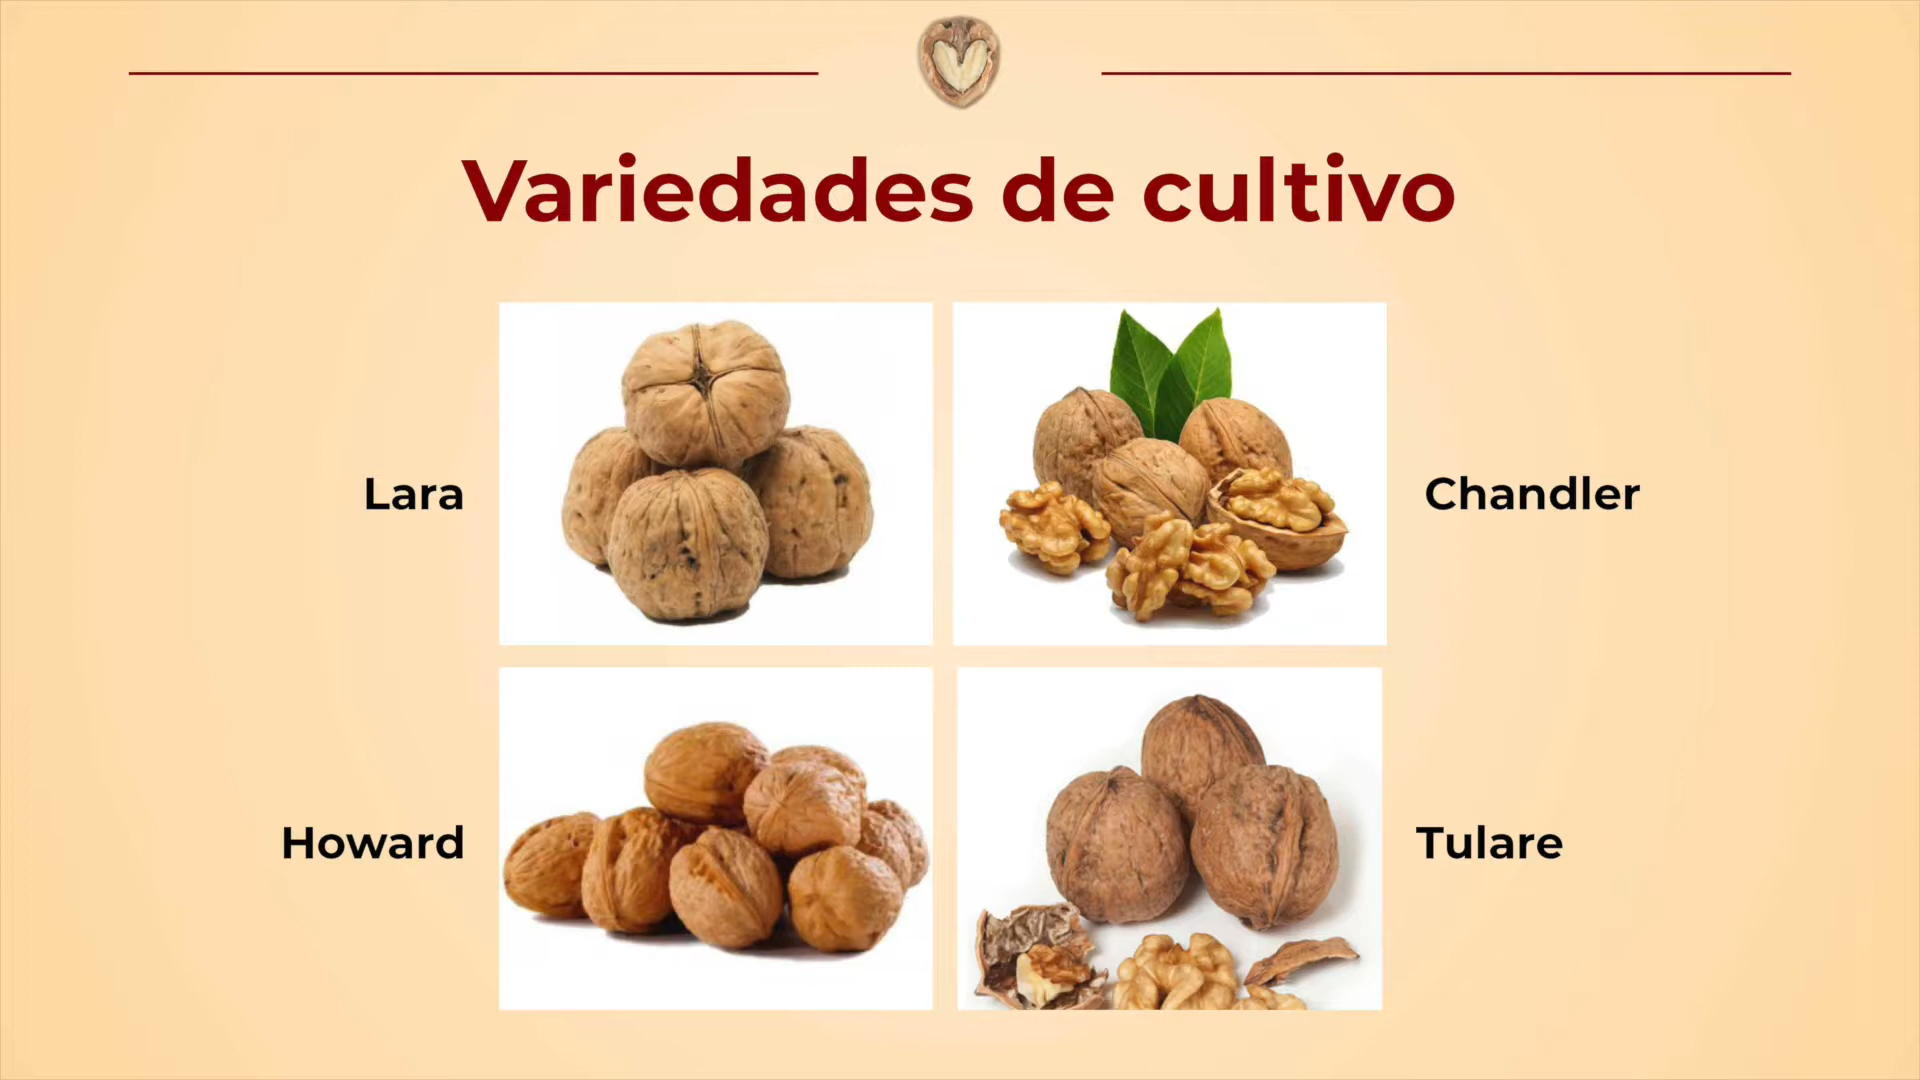 Variedades de cultivo
Lara
Chandler
Howard
Tulare